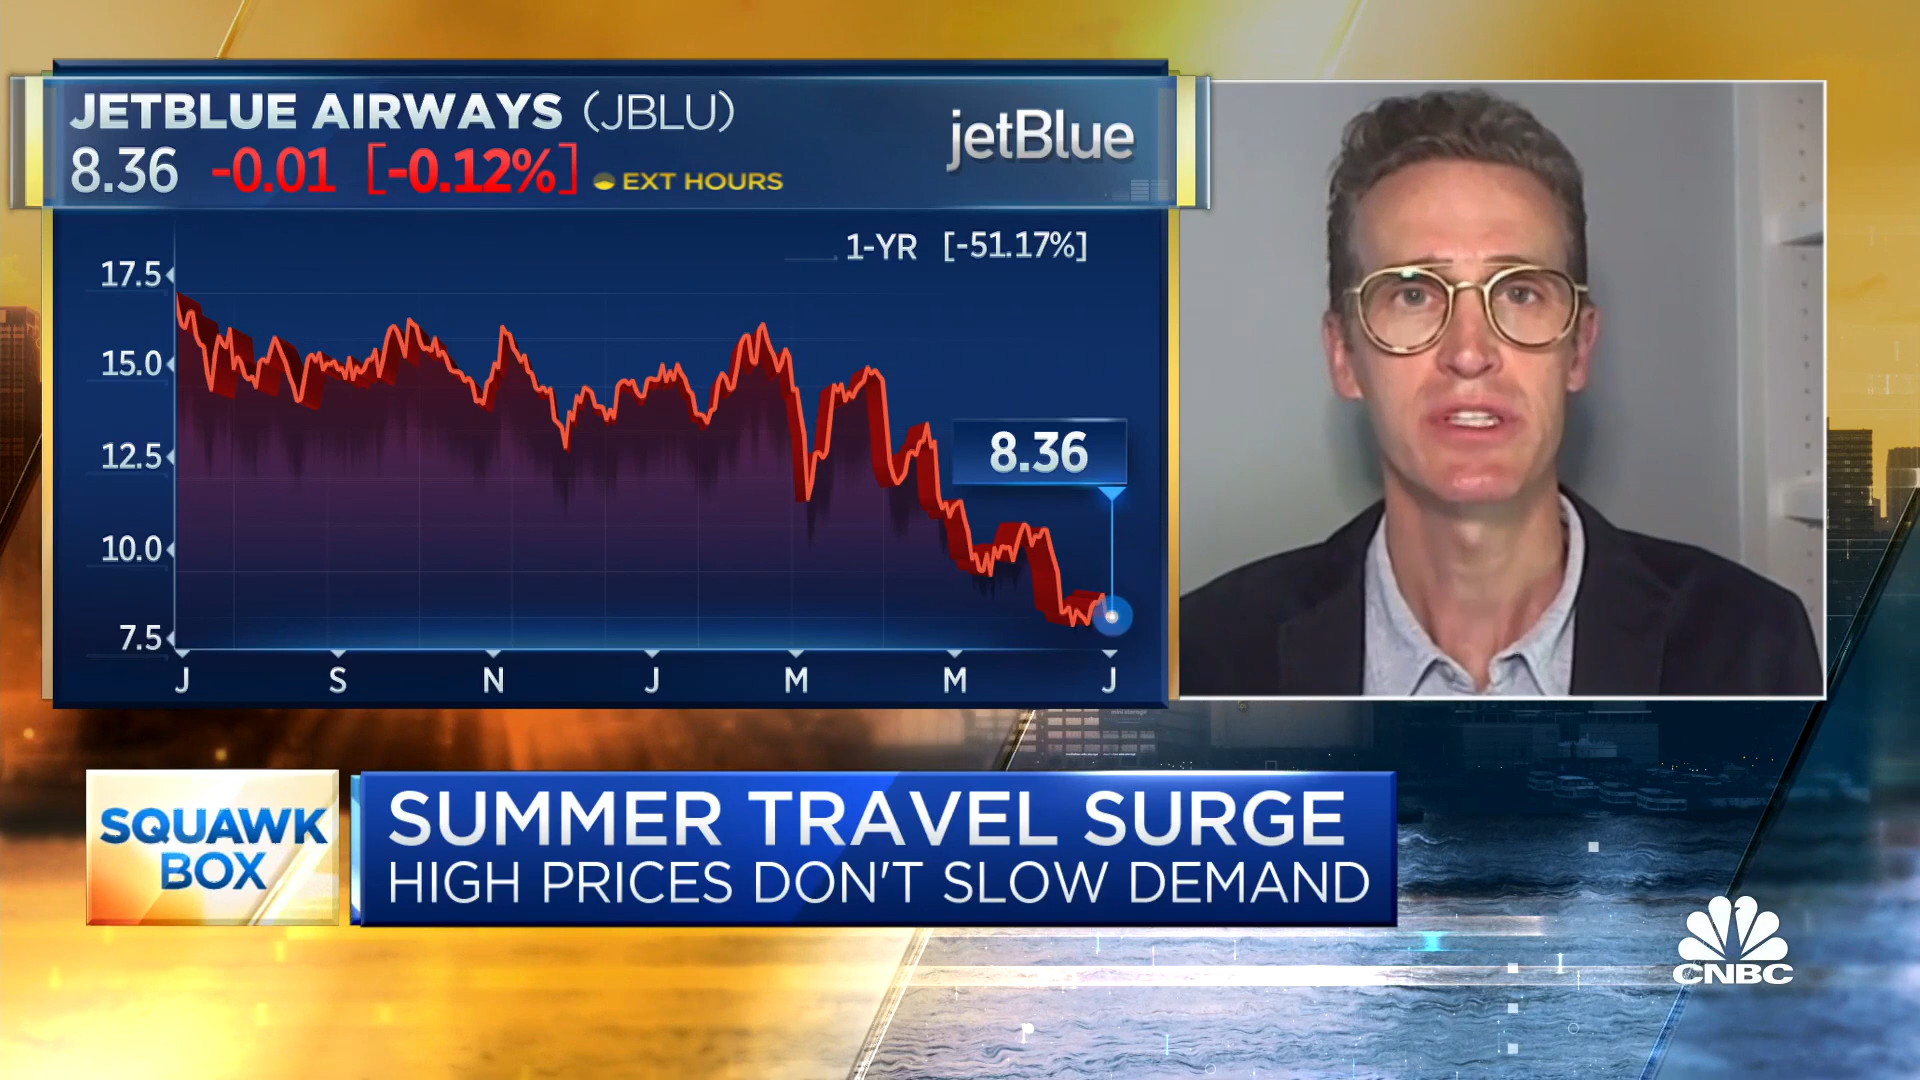 JETBLUE AIRWAYS (JBLU)
8.36 -0.01 [-0.12%] EXT HOURS
jetBlue
1-YR [-51.17%]
17.5
15.0
12.5
10.0
7.5
8.36
J S N J M M J
SQUAWK
BOX
SUMMER TRAVEL SURGE
HIGH PRICES DON'T SLOW DEMAND
CNBC